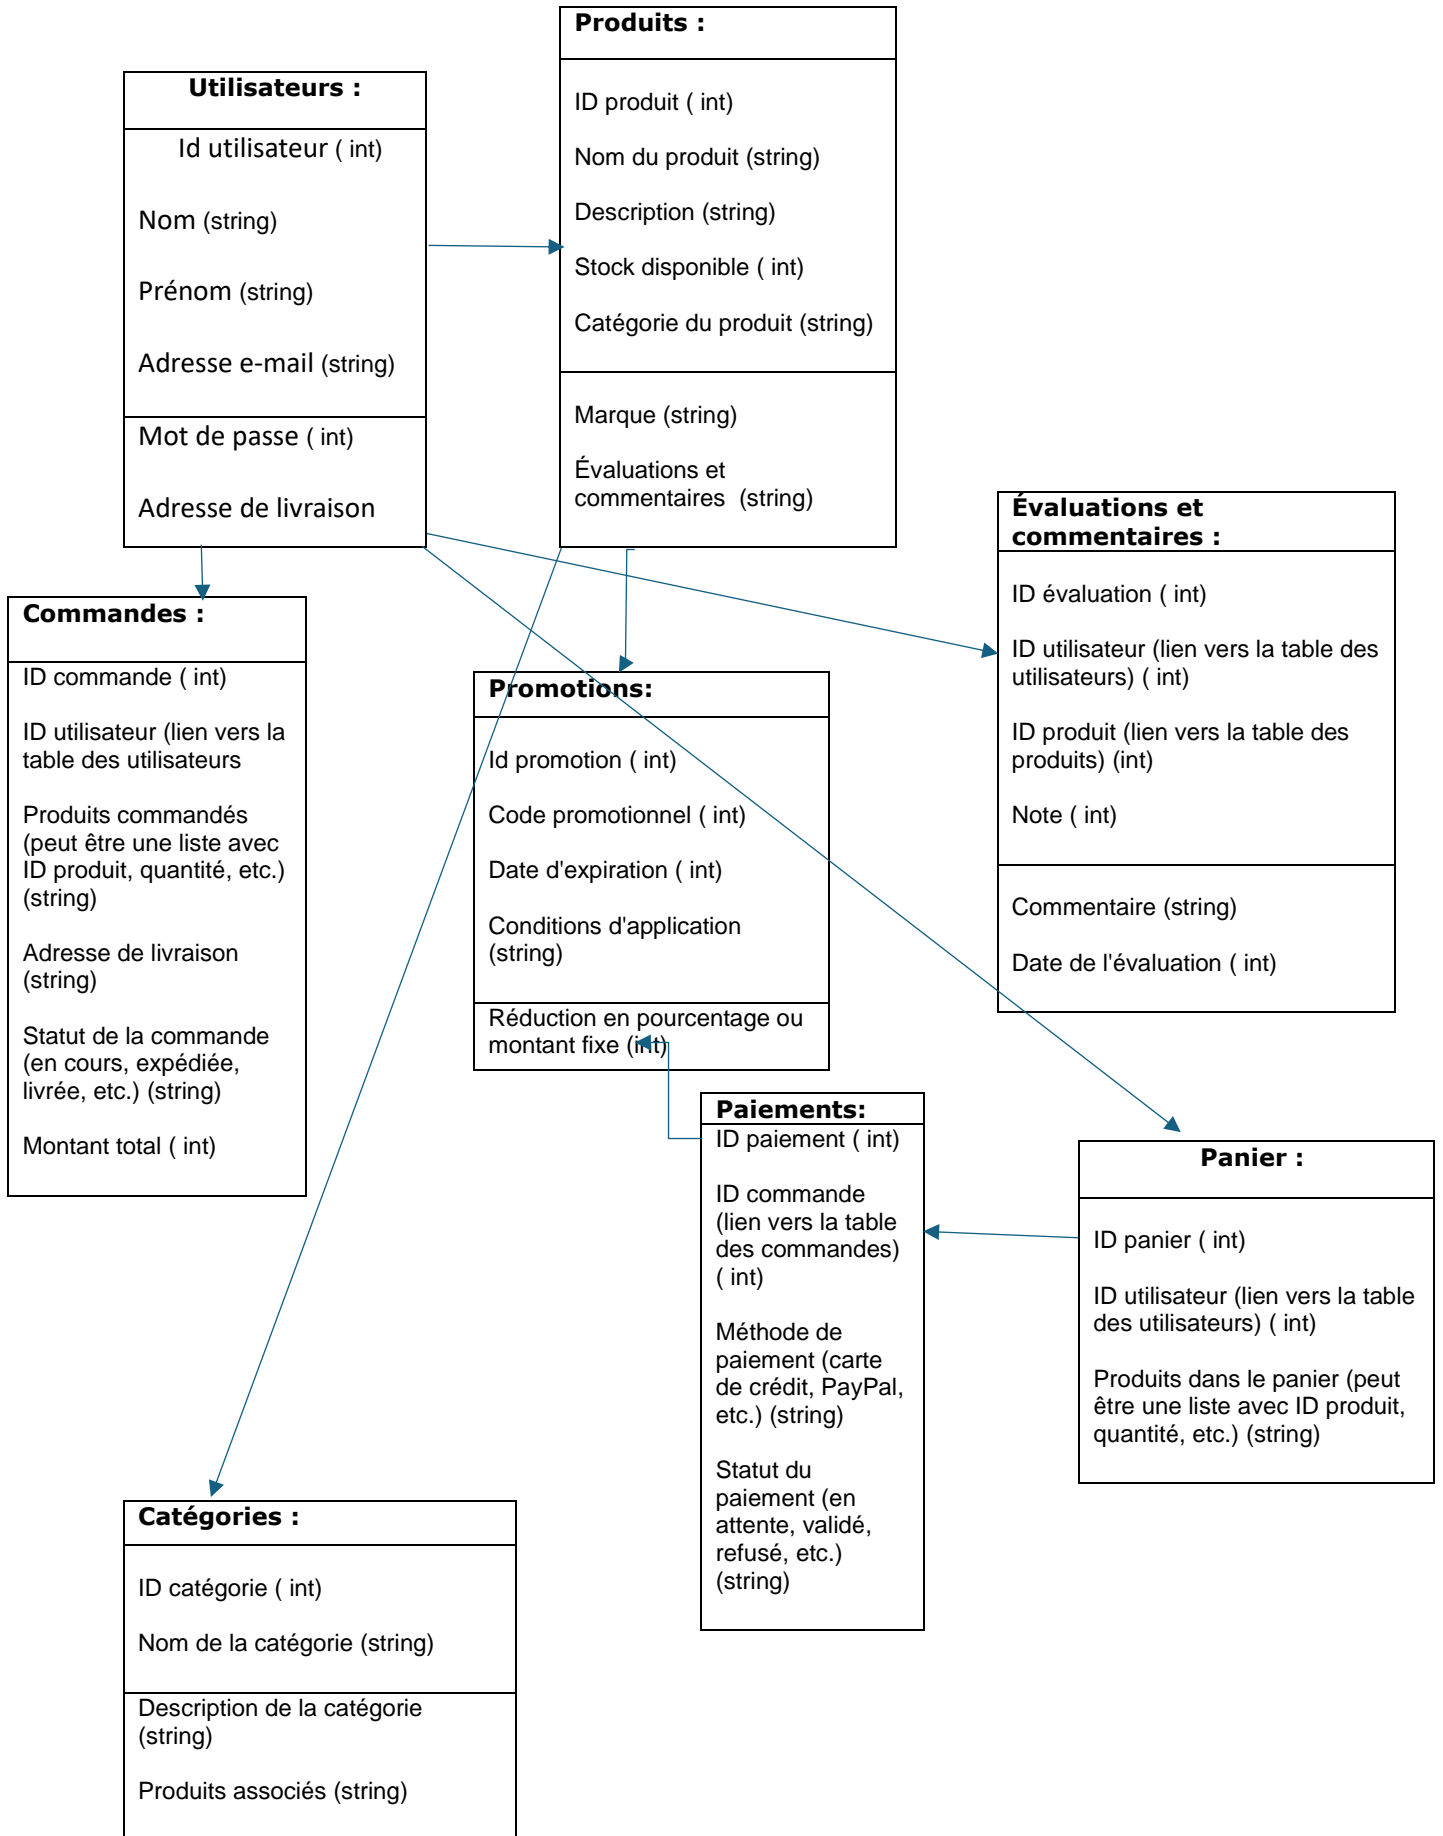 Produits :
ID produit ( int)
Nom du produit (string)
Description (string)
Stock disponible ( int)
Catégorie du produit (string)
Marque (string)
Évaluations et
commentaires  (string)
Utilisateurs :
Id utilisateur ( int)
Nom (string)
Prénom (string)
Adresse e-mail (string)
Mot de passe ( int)
Adresse de livraison
Évaluations et
commentaires :
ID évaluation ( int)
ID utilisateur (lien vers la table des
utilisateurs) ( int)
ID produit (lien vers la table des
produits) (int)
Note ( int)
Commentaire (string)
Date de l'évaluation ( int)
Commandes :
ID commande ( int)
ID utilisateur (lien vers la
table des utilisateurs
Produits commandés
(peut être une liste avec
ID produit, quantité, etc.)
(string)
Adresse de livraison
(string)
Statut de la commande
(en cours, expédiée,
livrée, etc.) (string)
Montant total ( int)
Promotions:
Id promotion ( int)
Code promotionnel ( int)
Date d'expiration ( int)
Conditions d'application
(string)
Réduction en pourcentage ou
montant fixe (int)
Paiements:
ID paiement ( int)
ID commande
(lien vers la table
des commandes)
( int)
Méthode de
paiement (carte
de crédit, PayPal,
etc.) (string)
Statut du
paiement (en
attente, validé,
refusé, etc.)
(string)
Panier :
ID panier ( int)
ID utilisateur (lien vers la table
des utilisateurs) ( int)
Produits dans le panier (peut
être une liste avec ID produit,
quantité, etc.) (string)
Catégories :
ID catégorie ( int)
Nom de la catégorie (string)
Description de la catégorie
(string)
Produits associés (string)